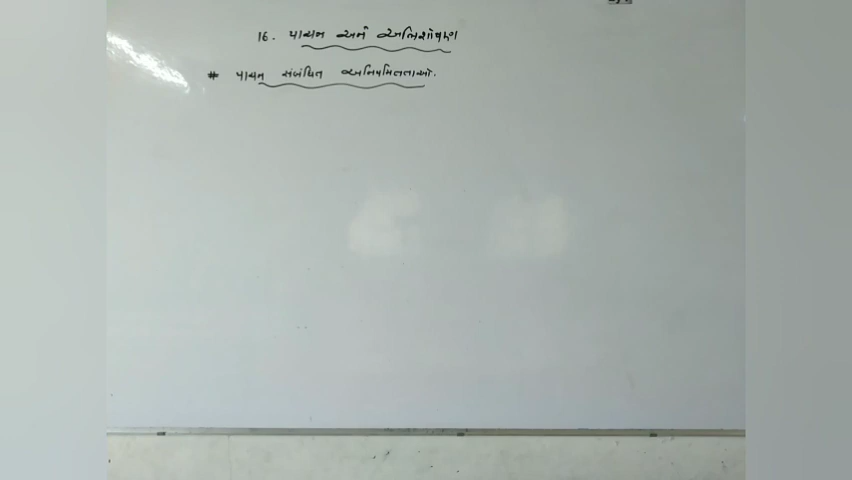 16. પાચન અને અભિશોષણ
# પાચન સંબંધિત અનિયમિતતાઓ.